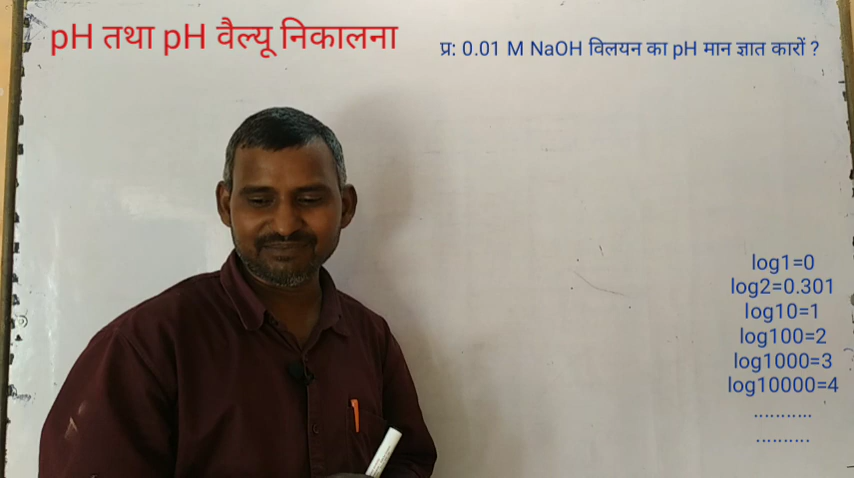 pH तथा pH वैल्यू निकालना
प्र: 0.01 M NaOH विलयन का pH मान ज्ञात कारों ?
log1=0
log2=0.301
log10=1
log100=2
log1000=3
log10000=4
...........
..........